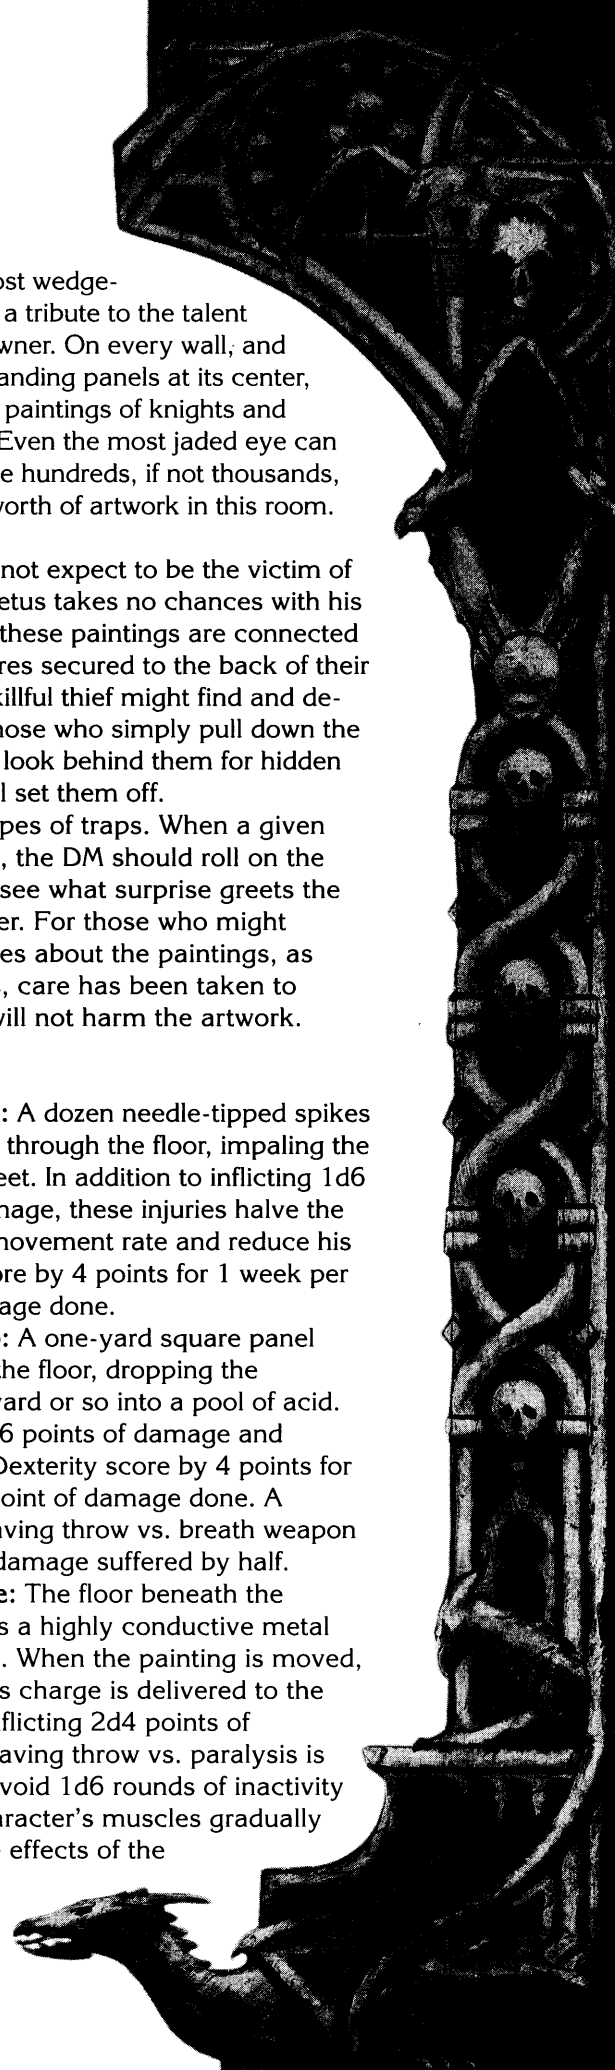 ost wedge-
a tribute to the talent
wner. On every wall, and
anding panels at its center,
paintings of knights and
Even the most jaded eye can
e hundreds, if not thousands,
worth of artwork in this room.
not expect to be the victim of
etus takes no chances with his
these paintings are connected
res secured to the back of their
killful thief might find and de-
hose who simply pull down the
look behind them for hidden
l set them off.
pes of traps. When a given
, the DM should roll on the
see what surprise greets the
er. For those who might
es about the paintings, as
, care has been taken to
will not harm the artwork.
: A dozen needle-tipped spikes
through the floor, impaling the
eet. In addition to inflicting 1d6
mage, these injuries halve the
movement rate and reduce his
ore by 4 points for 1 week per
age done.
: A one-yard square panel
the floor, dropping the
yard or so into a pool of acid.
6 points of damage and
Dexterity score by 4 points for
oint of damage done. A
aving throw vs. breath weapon
damage suffered by half.
e: The floor beneath the
s a highly conductive metal
. When the painting is moved,
s charge is delivered to the
flicting 2d4 points of
aving throw vs. paralysis is
void 1d6 rounds of inactivity
aracter's muscles gradually
effects of the